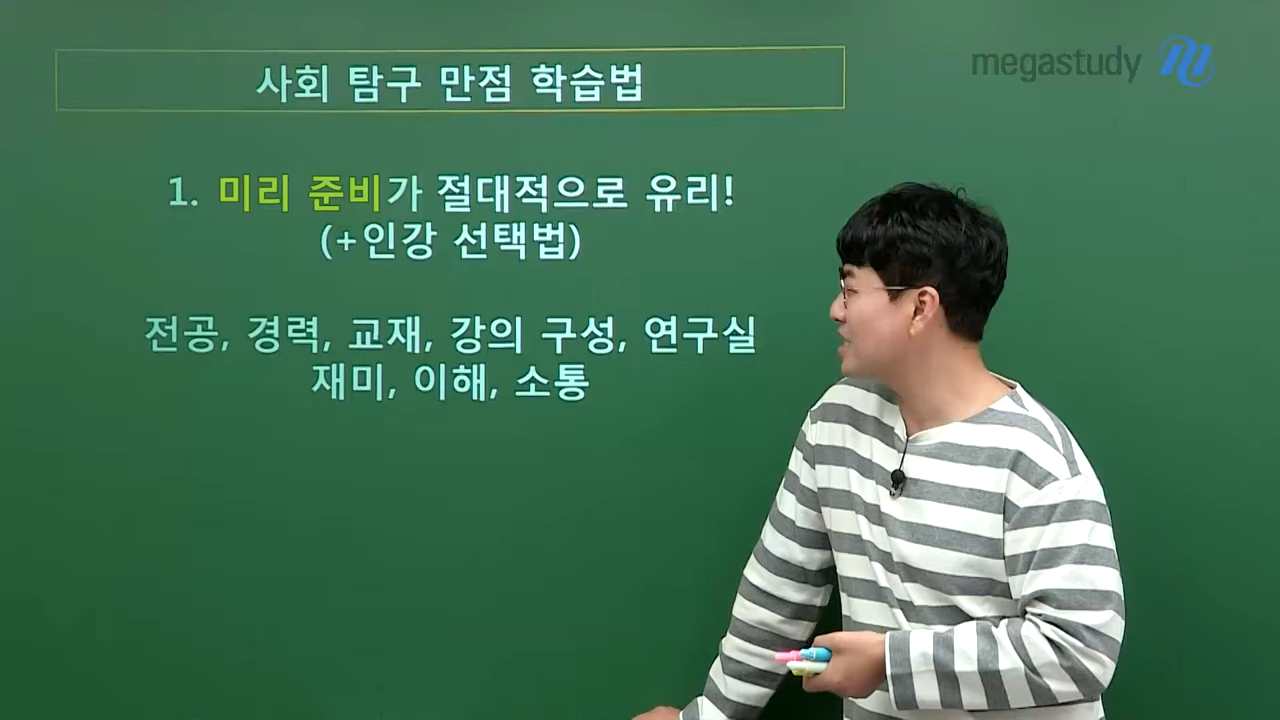 megastudy
사회 탐구 만점 학습법
1. 미리 준비가 절대적으로 유리!
(+인강 선택법)
전공, 경력, 교재, 강의 구성, 연구실
재미, 이해, 소통